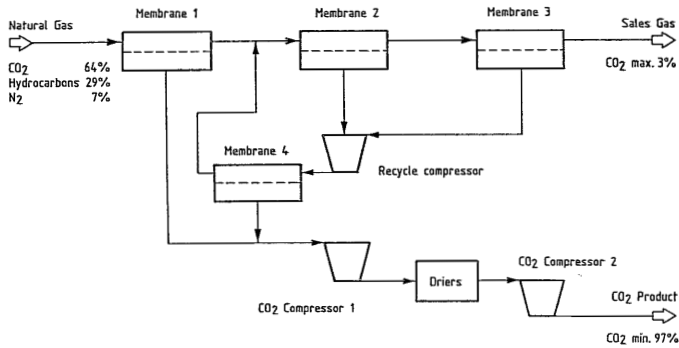 Membrane 1
Membrane 2
Membrane 3
Natural Gas
Sales Gas
CO2 64%
Hydrocarbons 29%
N2 7%
CO2 max. 3%
Membrane 4
Recycle compressor
CO2 Compressor 1
Driers
CO2 Compressor 2
CO2 Product
CO2 min. 97%